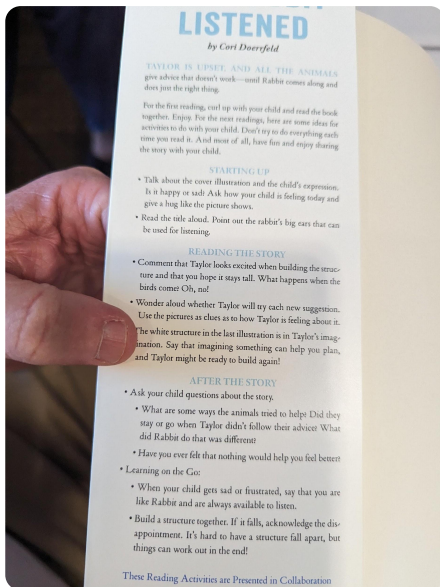 LISTENED
by Cori Doerrfeld
TAYLOR IS UPSET, AND ALL THE ANIMALS
give advice that doesn't work—until Rabbit comes along and
does just the right thing.
For the first reading, curl up with your child and read the book
together. Enjoy. For the next readings, here are some ideas for
activities to do with your child. Don't try to do everything each
time you read it. And most of all, have fun and enjoy sharing
the story with your child.
STARTING UP
• Talk about the cover illustration and the child's expression.
Is it happy or sad? Ask how your child is feeling today and
give a hug like the picture shows.
• Read the title aloud. Point out the rabbit's big ears that can
be used for listening.
READING THE STORY
• Comment that Taylor looks excited when building the struc-
ture and that you hope it stays tall. What happens when the
birds come? Oh, no!
• Wonder aloud whether Taylor will try each new suggestion.
Use the pictures as clues as to how Taylor is feeling about it.
The white structure in the last illustration is in Taylor's imag-
ination. Say that imagining something can help you plan,
and Taylor might be ready to build again!
AFTER THE STORY
• Ask your child questions about the story.
• What are some ways the animals tried to help? Did they
stay or go when Taylor didn't follow their advice? What
did Rabbit do that was different?
• Have you ever felt that nothing would help you feel better?
• Learning on the Go:
• When your child gets sad or frustrated, say that you are
like Rabbit and are always available to listen.
• Build a structure together. If it falls, acknowledge the dis-
appointment. It's hard to have a structure fall apart, but
things can work out in the end!
These Reading Activities are Presented in Collaboration